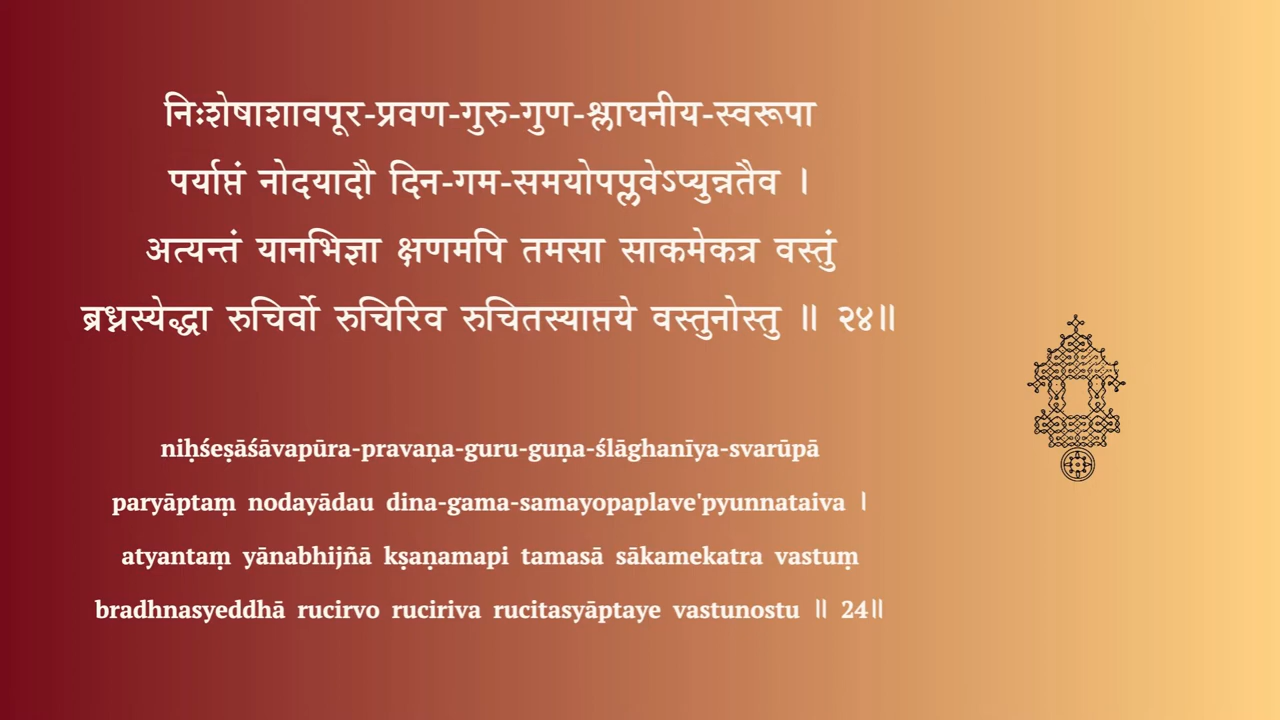 निःशेषाशावपूर-प्रवण-गुरु-गुण-श्लाघनीय-स्वरूपा
पर्याप्तं नोदयादौ दिन-गम-समयोपप्लवेऽप्युन्नतैव ।
अत्यन्तं यानभिज्ञा क्षणमपि तमसा साकमेकत्र वस्तुं
ब्रध्नस्येद्धा रुचिर्वो रुचिरिव रुचितस्याप्तये वस्तुनोस्तु ॥ २४॥
niḥśeṣāśāvapūra-pravaṇa-guru-guṇa-ślāghanīya-svarūpā
paryāptaṃ nodayādau dina-gama-samayopaplave'pyunnataiva ।
atyantaṃ yānabhijñā kṣaṇamapi tamasā sākamekatra vastuṃ
bradhnasyeddhā rucirvo ruciriva rucitasyāptaye vastunostu ॥ 24॥